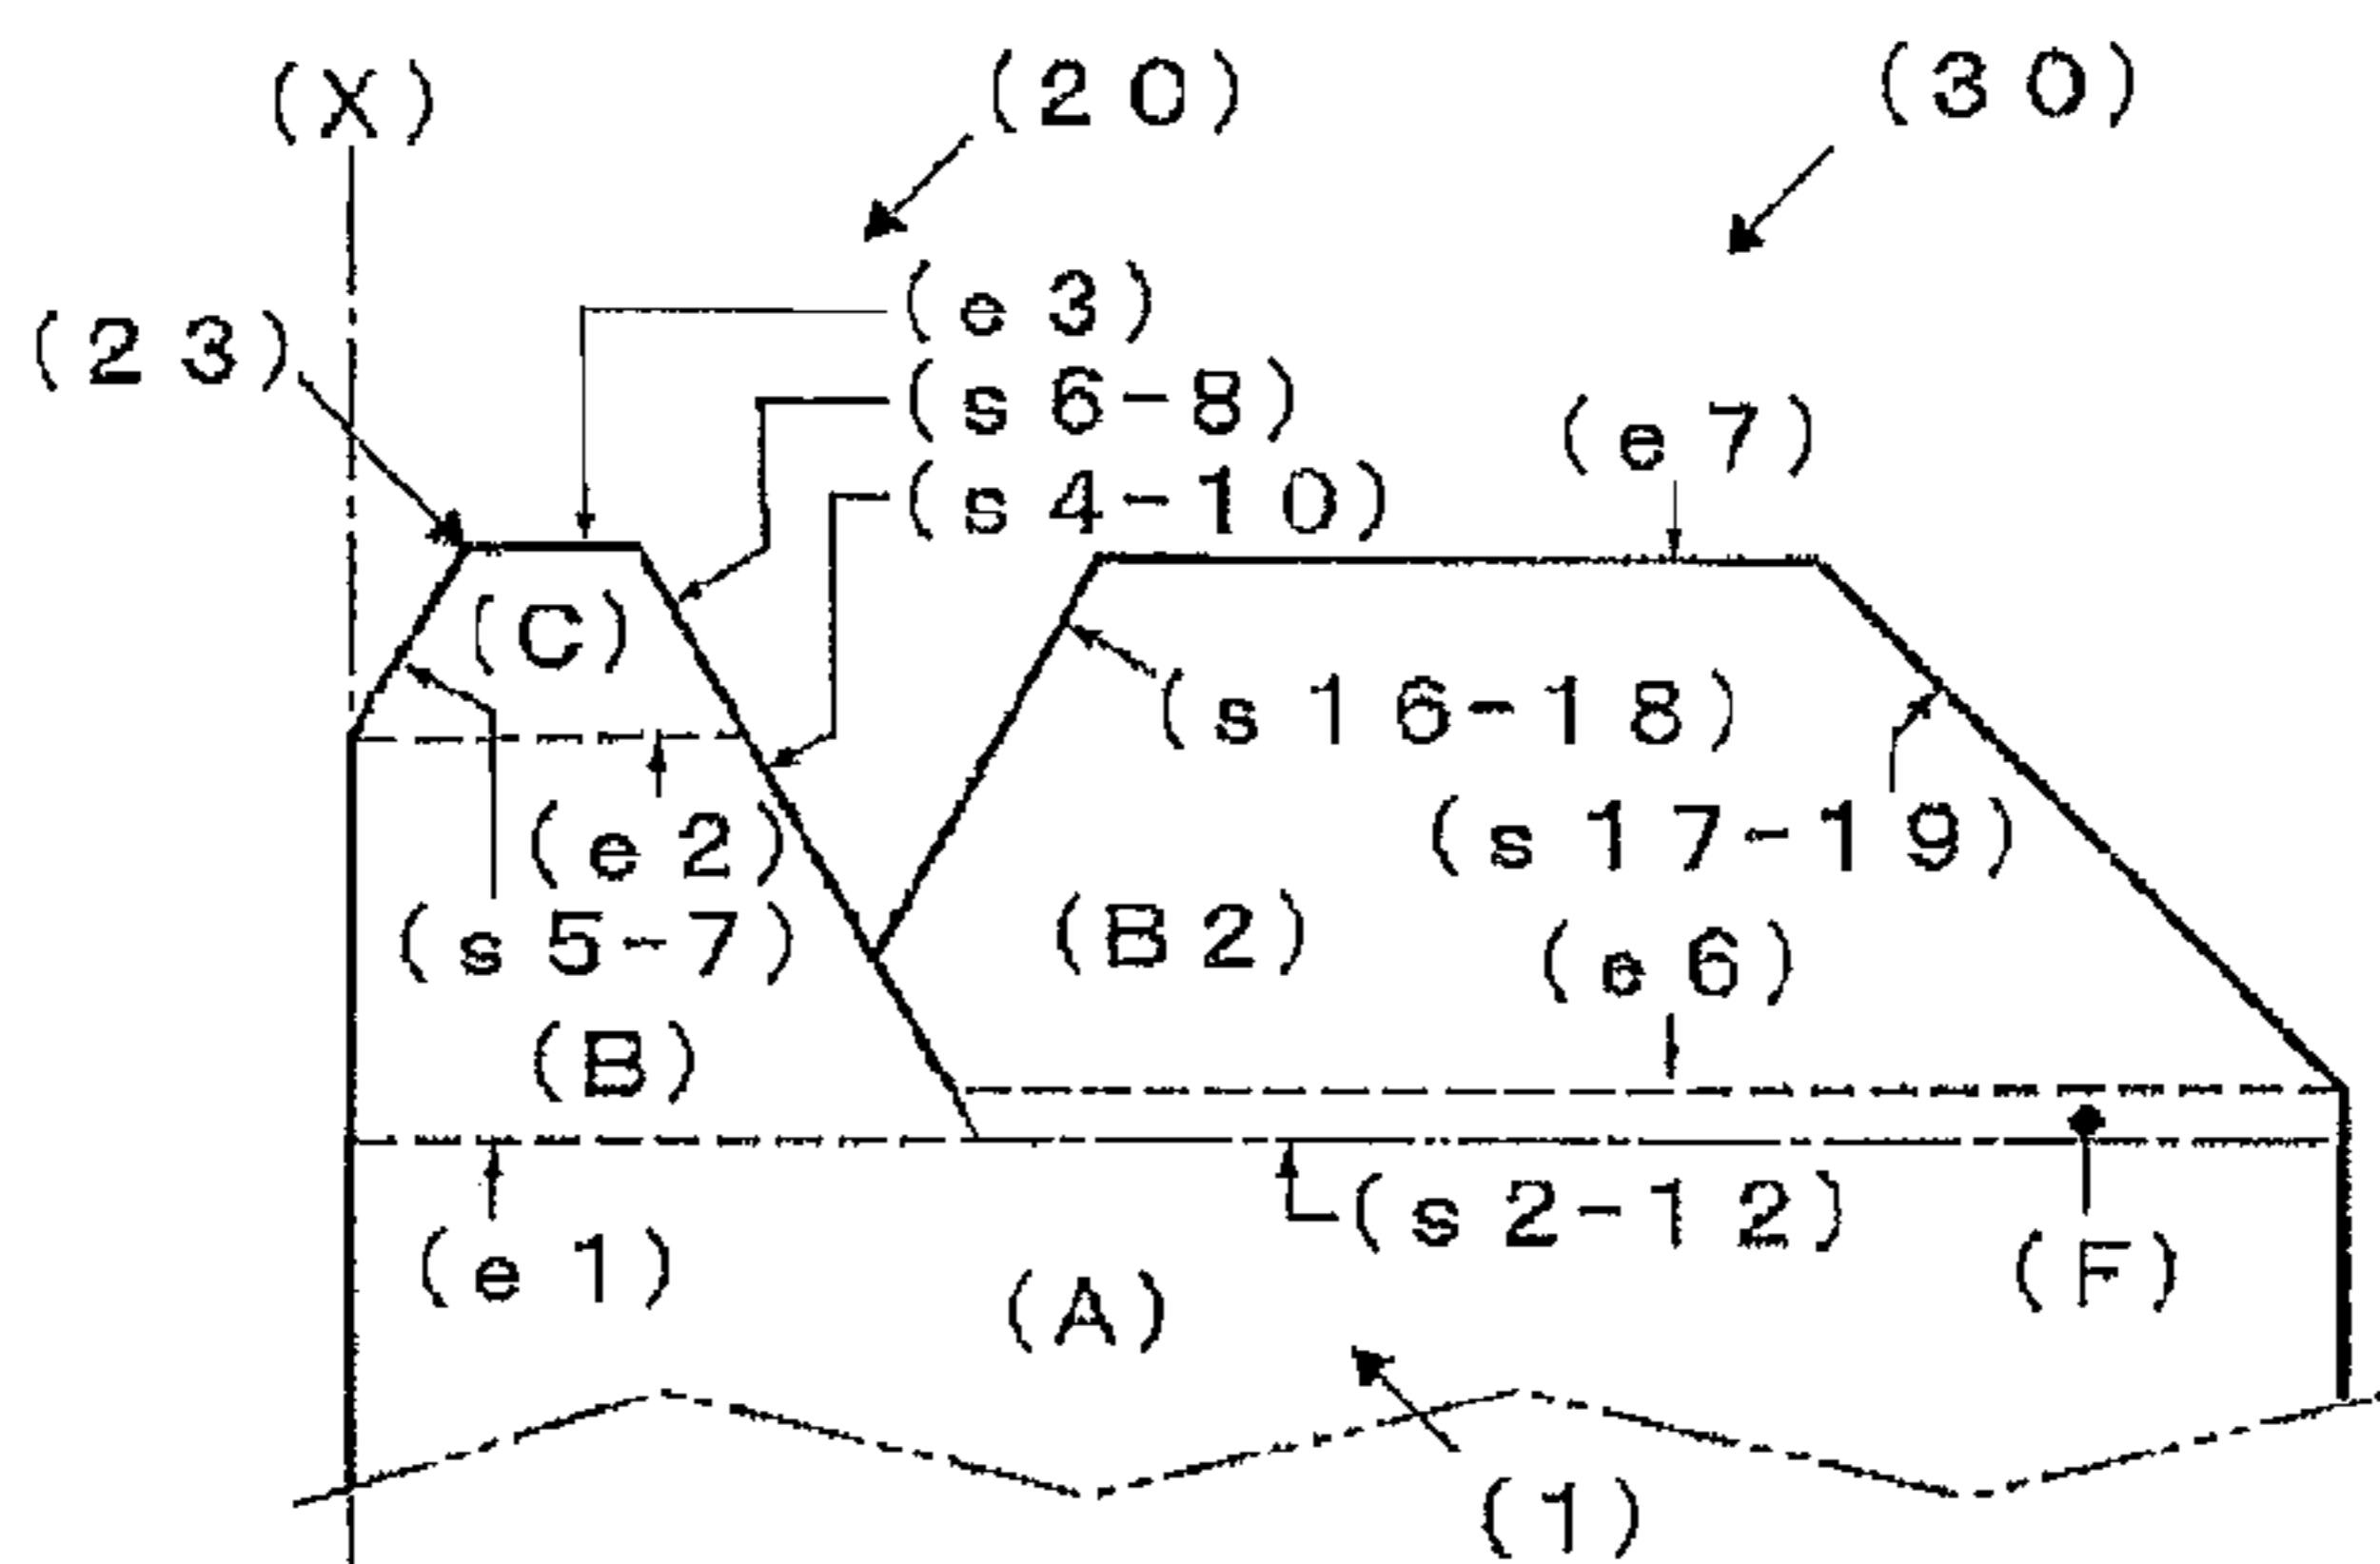 (X)
(20)
(30)
(e3)
(23)
(s6-8)
(e7)
(s4-10)
(C)
(s16-18)
(e2)
(s17-19)
(s5-7)
(B2)
(e6)
(B)
(s2-12)
(e1)
(F)
(A)
(1)